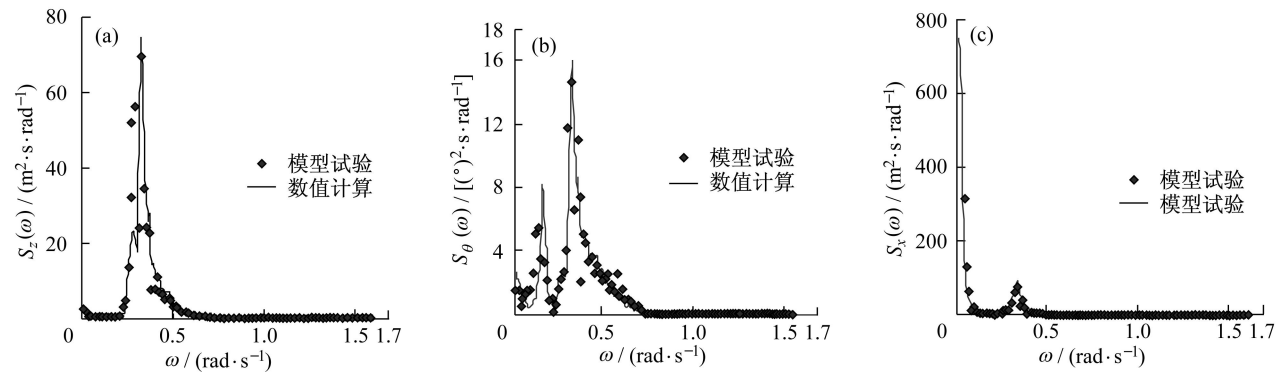 (a)
80
60
40
20
0
0.5
1.0
1.5 1.7
S_z(ω) / (m²·s·rad⁻¹)
ω / (rad·s⁻¹)
模型试验
数值计算
(b)
18
16
12
8
4
0
0.5
1.0
1.5 1.7
S_θ(ω) / [(°)²·s·rad⁻¹]
ω / (rad·s⁻¹)
模型试验
数值计算
(c)
800
600
400
200
0
0.5
1.0
1.5 1.7
S_x(ω) / (m²·s·rad⁻¹)
ω / (rad·s⁻¹)
模型试验
模型试验